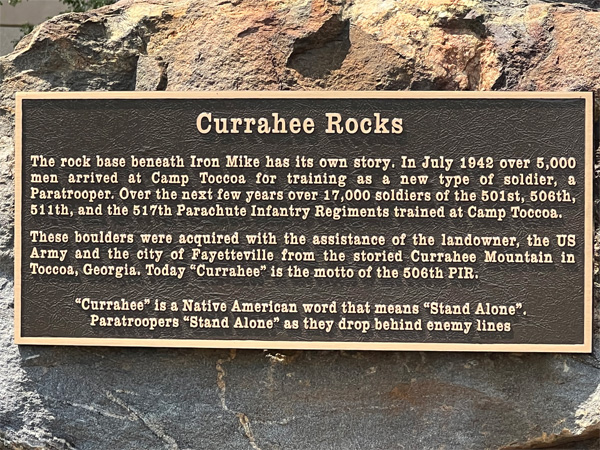 Currahee Rocks
The rock base beneath Iron Mike has its own story. In July 1942 over 5,000
men arrived at Camp Toccoa for training as a new type of soldier, a
Paratrooper. Over the next few years over 17,000 soldiers of the 501st, 506th,
511th, and the 517th Parachute Infantry Regiments trained at Camp Toccoa.
These boulders were acquired with the assistance of the landowner, the US
Army and the city of Fayetteville from the storied Currahee Mountain in
Toccoa, Georgia. Today “Currahee” is the motto of the 506th PIR.
“Currahee” is a Native American word that means “Stand Alone”.
Paratroopers “Stand Alone” as they drop behind enemy lines